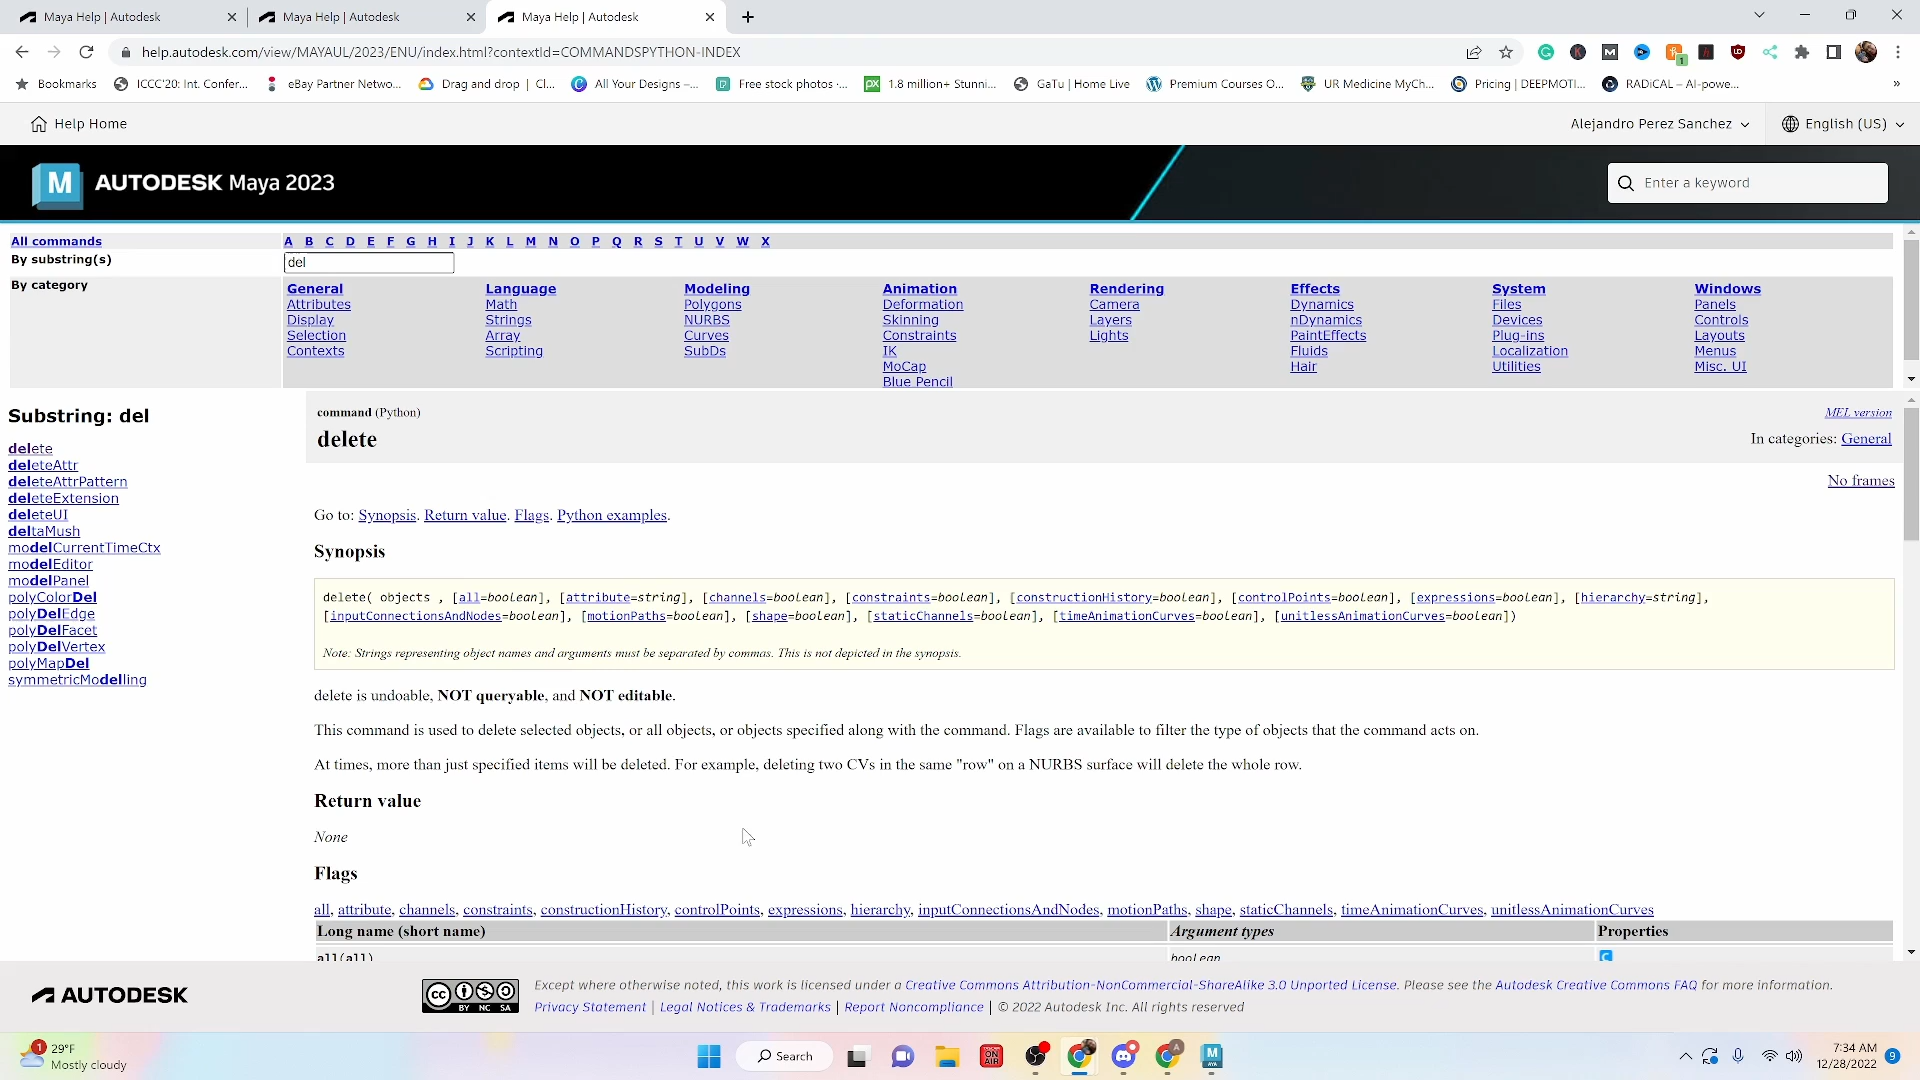 Maya Help | Autodesk
Maya Help | Autodesk
Maya Help | Autodesk
help.autodesk.com/view/MAYAUL/2023/ENU/index.html?contextId=COMMANDSPYTHON-INDEX
Bookmarks ICCC'20: Int. Confer... eBay Partner Netwo... Drag and drop | Cl... All Your Designs –... Free stock photos ·... 1.8 million+ Stunni... GaTu | Home Live Premium Courses O... UR Medicine MyCh... Pricing | DEEPMOTI... RADiCAL – AI-powe... »
Help Home Alejandro Perez Sanchez English (US)
M AUTODESK Maya 2023 Enter a keyword
All commands A B C D E F G H I J K L M N O P Q R S T U V W X
By substring(s) del
By category
General Language Modeling Animation Rendering Effects System Windows
Attributes Math Polygons Deformation Camera Dynamics Files Panels
Display Strings NURBS Skinning Layers nDynamics Devices Controls
Selection Array Curves Constraints Lights PaintEffects Plug-ins Layouts
Contexts Scripting SubDs IK Fluids Localization Menus
MoCap Hair Utilities Misc. UI
Blue Pencil
Substring: del
delete
deleteAttr
deleteAttrPattern
deleteExtension
deleteUI
deltaMush
modelCurrentTimeCtx
modelEditor
modelPanel
polyColorDel
polyDelEdge
polyDelFacet
polyDelVertex
polyMapDel
symmetricModelling
command (Python) MEL version
delete In categories: General
No frames
Go to: Synopsis. Return value. Flags. Python examples.
Synopsis
delete( objects , [all=boolean], [attribute=string], [channels=boolean], [constraints=boolean], [constructionHistory=boolean], [controlPoints=boolean], [expressions=boolean], [hierarchy=string],
[inputConnectionsAndNodes=boolean], [motionPaths=boolean], [shape=boolean], [staticChannels=boolean], [timeAnimationCurves=boolean], [unitlessAnimationCurves=boolean])
Note: Strings representing object names and arguments must be separated by commas. This is not depicted in the synopsis.
delete is undoable, NOT queryable, and NOT editable.
This command is used to delete selected objects, or all objects, or objects specified along with the command. Flags are available to filter the type of objects that the command acts on.
At times, more than just specified items will be deleted. For example, deleting two CVs in the same "row" on a NURBS surface will delete the whole row.
Return value
None
Flags
all, attribute, channels, constraints, constructionHistory, controlPoints, expressions, hierarchy, inputConnectionsAndNodes, motionPaths, shape, staticChannels, timeAnimationCurves, unitlessAnimationCurves
Long name (short name) Argument types Properties
all(all) boolean C
AUTODESK
CC BY NC SA
Except where otherwise noted, this work is licensed under a Creative Commons Attribution-NonCommercial-ShareAlike 3.0 Unported License. Please see the Autodesk Creative Commons FAQ for more information.
Privacy Statement | Legal Notices & Trademarks | Report Noncompliance | © 2022 Autodesk Inc. All rights reserved
1 29°F
Mostly cloudy
Search
ON AIR
7:34 AM
12/28/2022
9